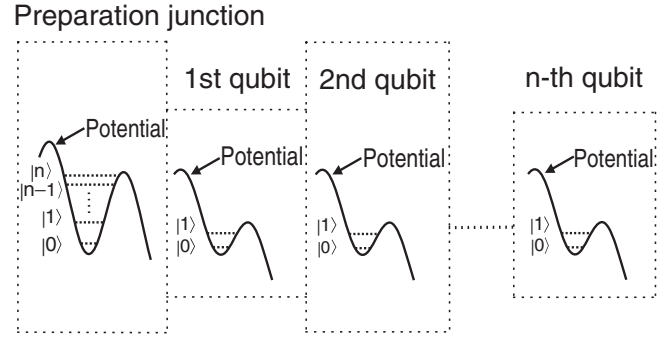 Preparation junction
1st qubit
2nd qubit
n-th qubit
Potential
|n⟩
|n−1⟩
|1⟩
|0⟩
Potential
|1⟩
|0⟩
Potential
|1⟩
|0⟩
Potential
|1⟩
|0⟩